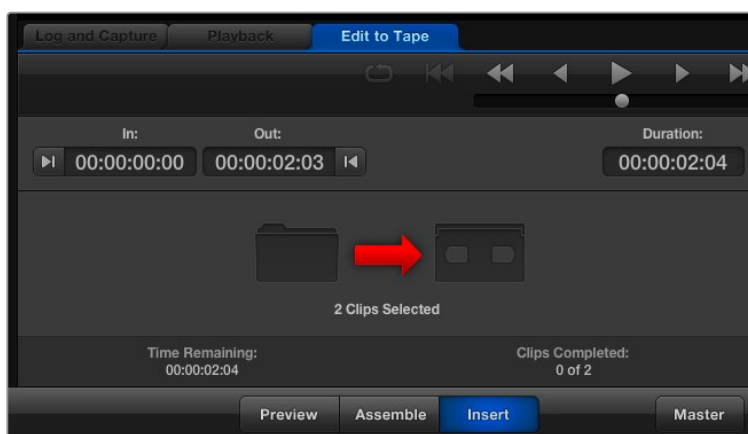 Log and Capture Playback Edit to Tape
In: Out: Duration:
00:00:00:00 00:00:02:03 00:00:02:04
2 Clips Selected
Time Remaining: Clips Completed:
00:00:02:04 0 of 2
Preview Assemble Insert Master